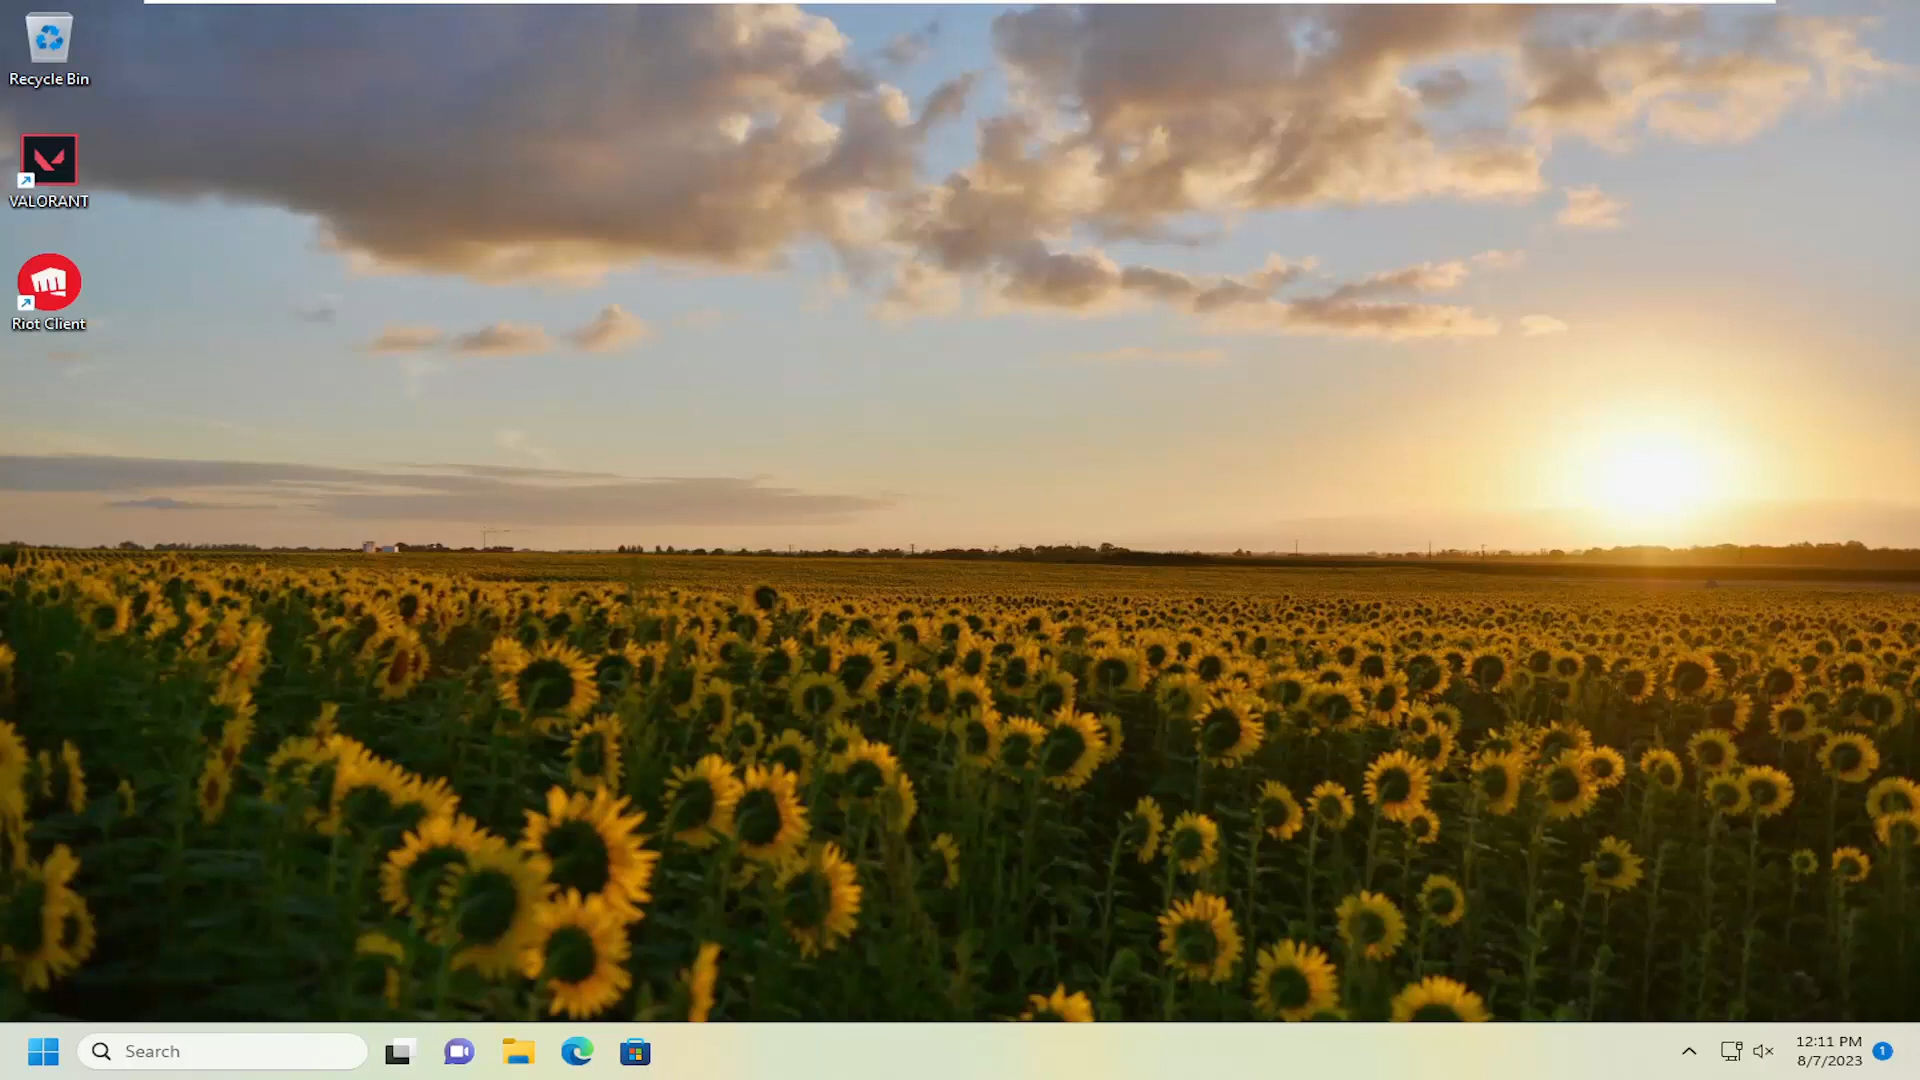 Recycle Bin
VALORANT
Riot Client
Search
12:11 PM
8/7/2023
1